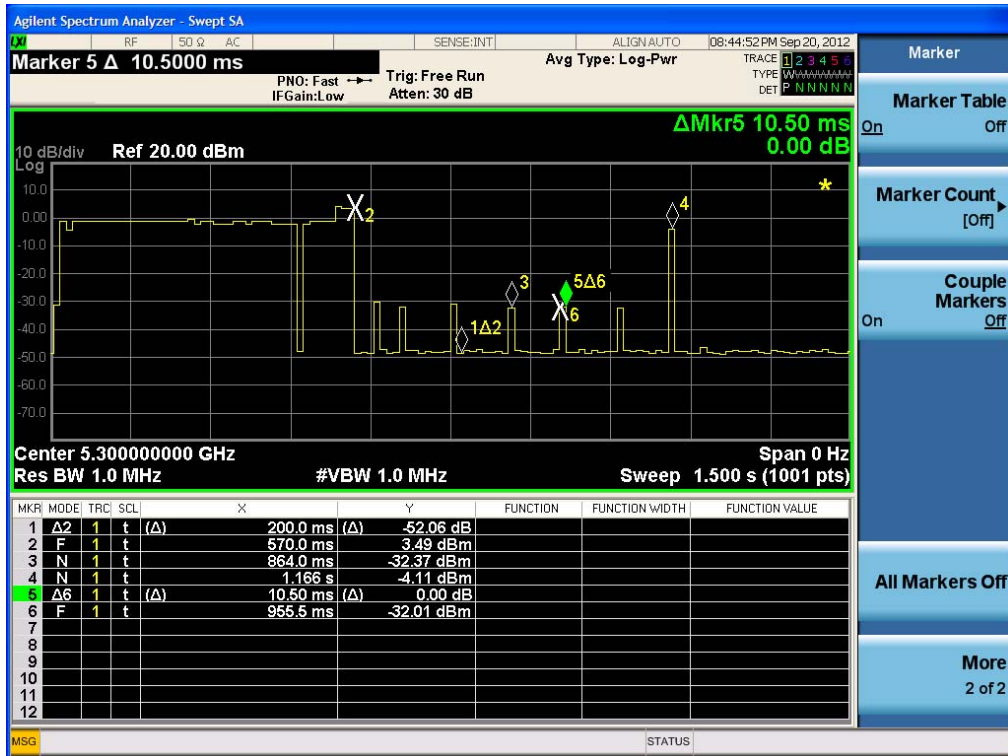 Agilent Spectrum Analyzer - Swept SA
LXI RF 50 Ω AC SENSE:INT ALIGN AUTO 08:44:52 PM Sep 20, 2012
Marker 5 Δ 10.5000 ms
PNO: Fast
IFGain:Low
Trig: Free Run
Atten: 30 dB
Avg Type: Log-Pwr
TRACE 1 2 3 4 5 6
TYPE
DET P N N N N N
ΔMkr5 10.50 ms
0.00 dB
10 dB/div Ref 20.00 dBm
Log
10.0
0.00
-10.0
-20.0
-30.0
-40.0
-50.0
-60.0
-70.0
2
4
*
3
5Δ6
6
1Δ2
Center 5.300000000 GHz Span 0 Hz
Res BW 1.0 MHz #VBW 1.0 MHz Sweep 1.500 s (1001 pts)
MKR MODE TRC SCL X Y FUNCTION FUNCTION WIDTH FUNCTION VALUE
1 Δ2 1 t (Δ) 200.0 ms (Δ) -52.06 dB
2 F 1 t 570.0 ms 3.49 dBm
3 N 1 t 864.0 ms -32.37 dBm
4 N 1 t 1.166 s -4.11 dBm
5 Δ6 1 t (Δ) 10.50 ms (Δ) 0.00 dB
6 F 1 t 955.5 ms -32.01 dBm
7
8
9
10
11
12
MSG STATUS
Marker
Marker Table
On Off
Marker Count
[Off]
Couple
Markers
On Off
All Markers Off
More
2 of 2